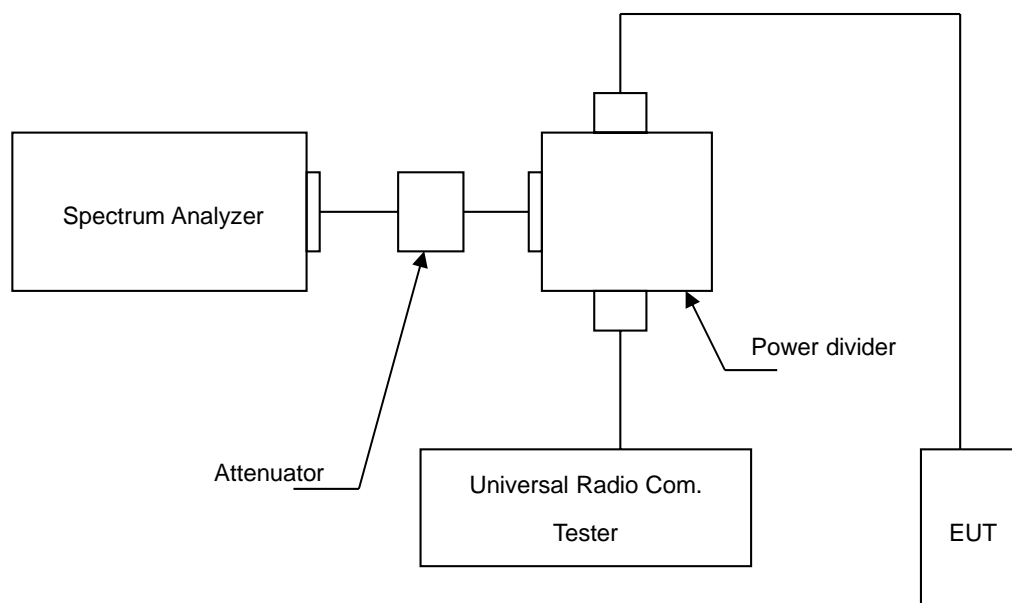 Spectrum Analyzer
Power divider
Attenuator
Universal Radio Com.
Tester
EUT